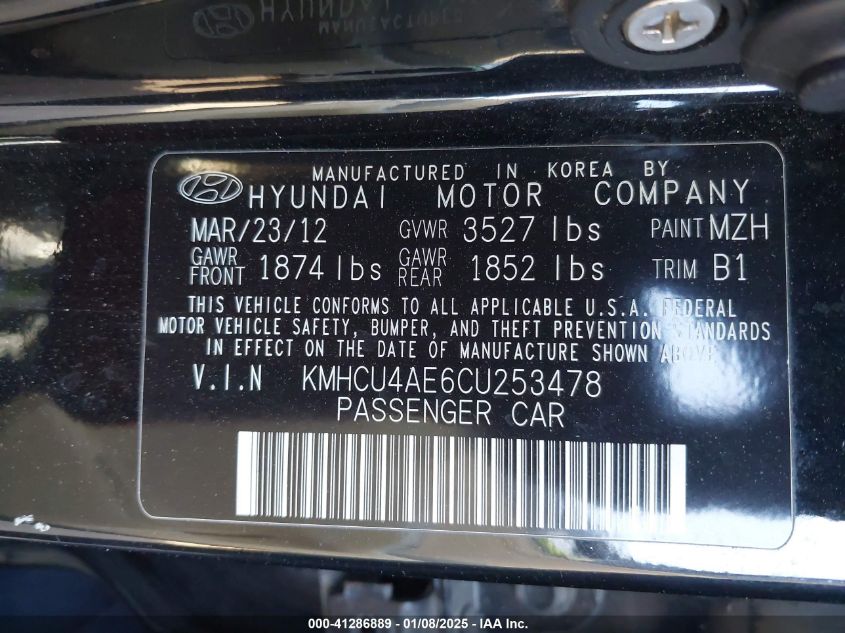 HYUNDAI
MANUFACTURED
MANUFACTURED IN KOREA BY
HYUNDAI MOTOR COMPANY
MAR/23/12 GVWR 3527 lbs PAINT MZH
GAWR FRONT 1874 lbs GAWR REAR 1852 lbs TRIM B1
THIS VEHICLE CONFORMS TO ALL APPLICABLE U.S.A. FEDERAL
MOTOR VEHICLE SAFETY, BUMPER, AND THEFT PREVENTION STANDARDS
IN EFFECT ON THE DATE OF MANUFACTURE SHOWN ABOVE
V.I.N KMHCU4AE6CU253478
PASSENGER CAR
000-41286889 - 01/08/2025 - IAA Inc.